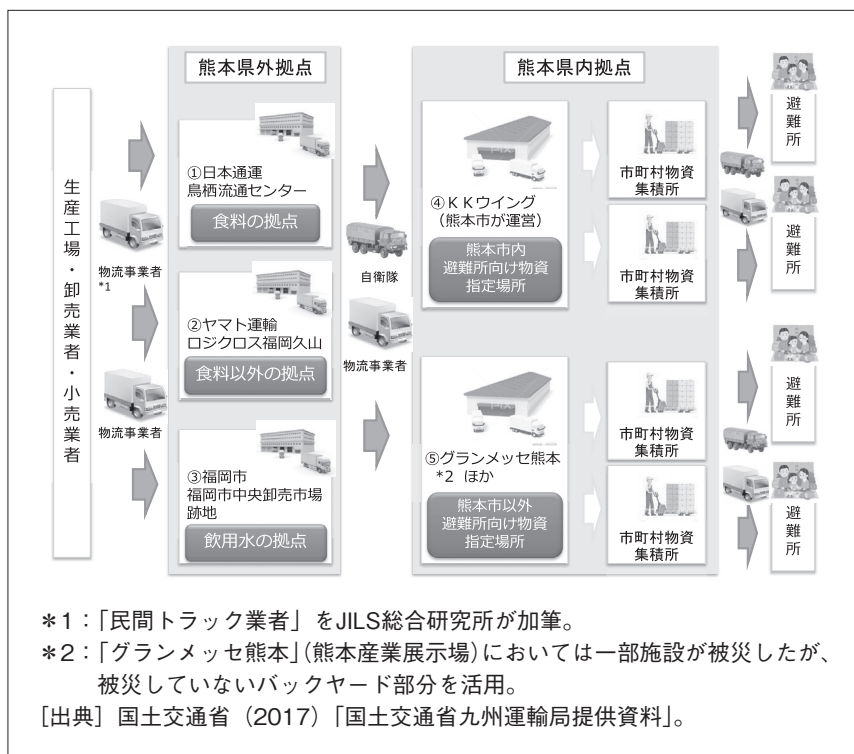 熊本県外拠点
熊本県内拠点
生産工場・卸売業者・小売業者
物流事業者
*1
物流事業者
①日本通運
鳥栖流通センター
食料の拠点
②ヤマト運輸
ロジクロス福岡久山
食料以外の拠点
③福岡市
福岡市中央卸売市場
跡地
飲用水の拠点
自衛隊
物流事業者
④KKウイング
(熊本市が運営)
熊本市内
避難所向け物資
指定場所
⑤グランメッセ熊本
*2 ほか
熊本市以外
避難所向け物資
指定場所
市町村物資
集積所
市町村物資
集積所
市町村物資
集積所
市町村物資
集積所
避難所
避難所
避難所
避難所
*1:「民間トラック業者」をJILS総合研究所が加筆。
*2:「グランメッセ熊本」(熊本産業展示場)においては一部施設が被災したが、
被災していないバックヤード部分を活用。
[出典] 国土交通省(2017)「国土交通省九州運輸局提供資料」。